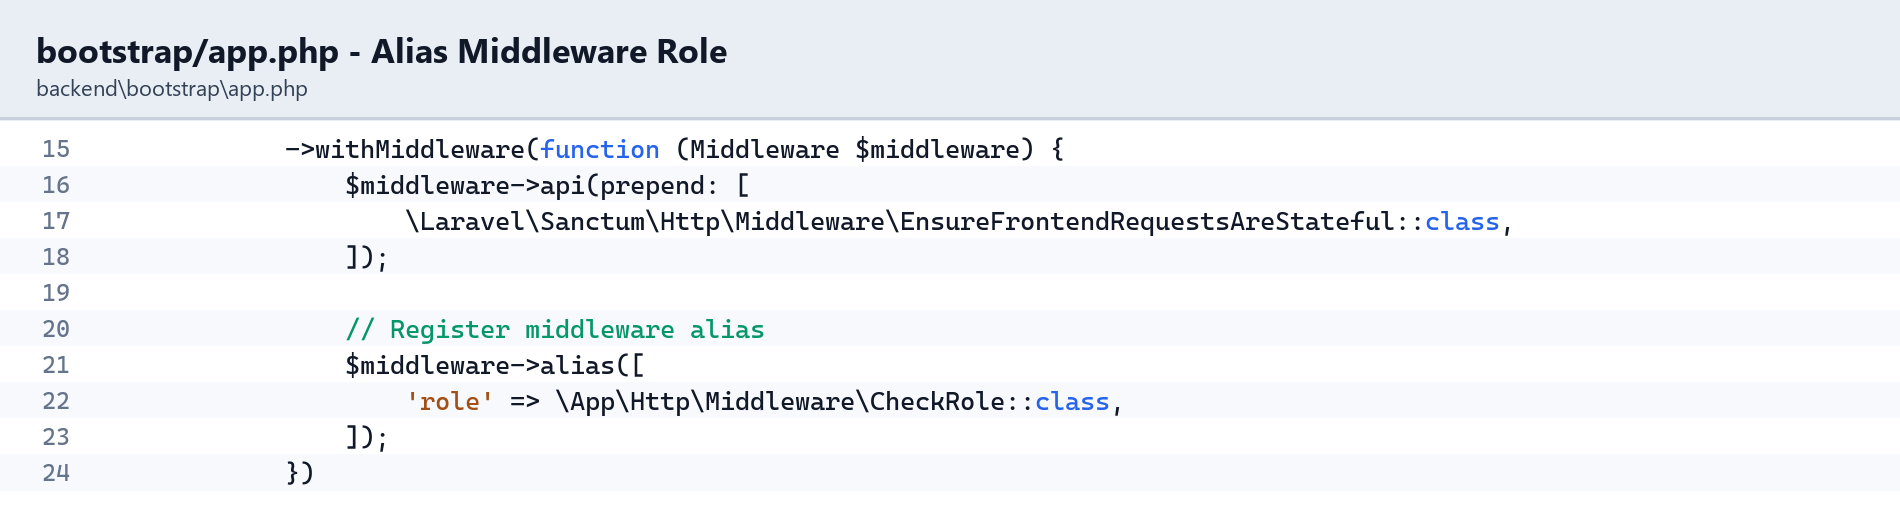 bootstrap/app.php - Alias Middleware Role
backend\bootstrap\app.php
15 ->withMiddleware(function (Middleware $middleware) {
16 $middleware->api(prepend: [
17 \Laravel\Sanctum\Http\Middleware\EnsureFrontendRequestsAreStateful::class,
18 ]);
19
20 // Register middleware alias
21 $middleware->alias([
22 'role' => \App\Http\Middleware\CheckRole::class,
23 ]);
24 })